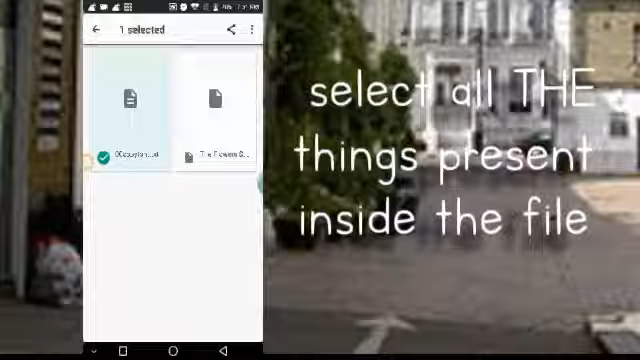 1 selected
select all THE
things present
inside the file